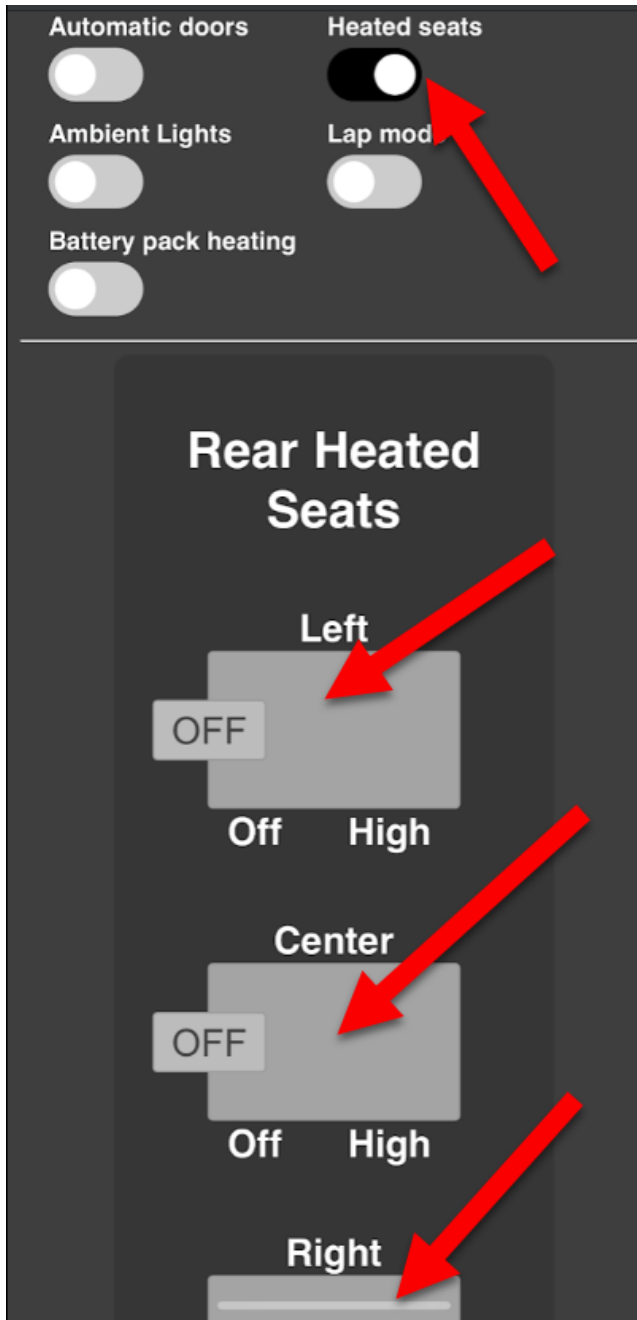 Automatic doors
Heated seats
Ambient Lights
Lap mode
Battery pack heating
Rear Heated
Seats
Left
OFF
Off
High
Center
OFF
Off
High
Right